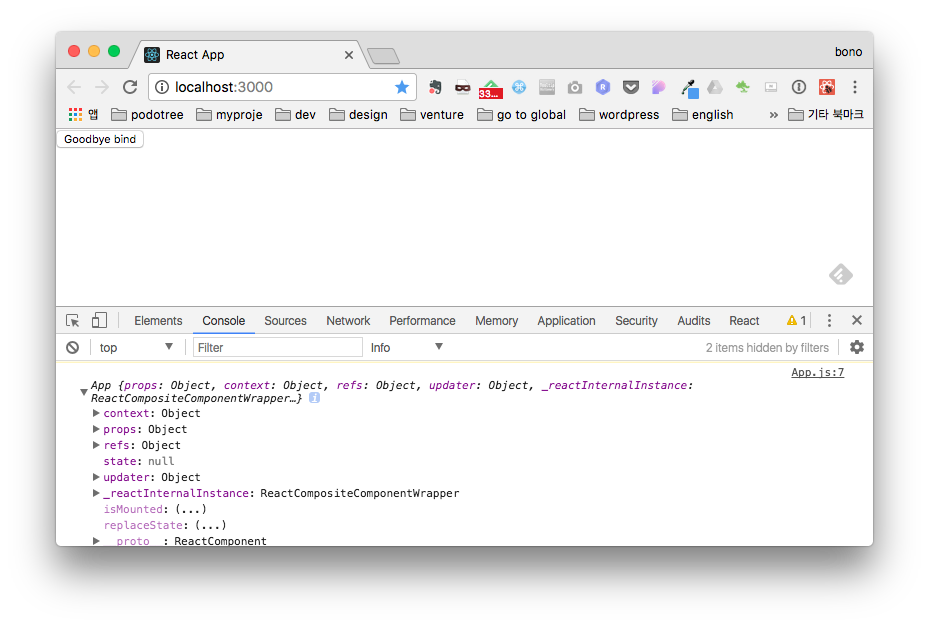 React App
bono
localhost:3000
33...
앱 podotree myproje dev design venture go to global wordpress english » 기타 북마크
Goodbye bind
Elements Console Sources Network Performance Memory Application Security Audits React 1
top Filter Info 2 items hidden by filters
App.js:7
App {props: Object, context: Object, refs: Object, updater: Object, _reactInternalInstance:
ReactCompositeComponentWrapper…} i
context: Object
props: Object
refs: Object
state: null
updater: Object
_reactInternalInstance: ReactCompositeComponentWrapper
isMounted: (...)
replaceState: (...)
__proto__: ReactComponent